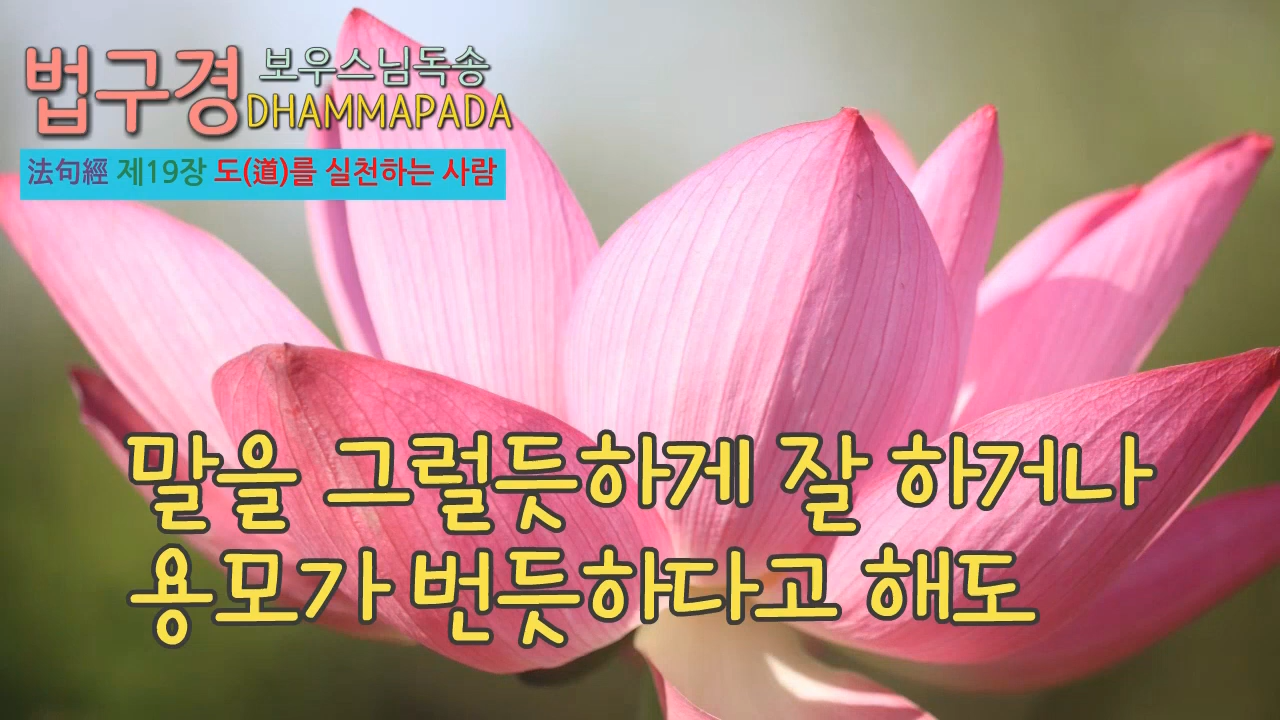 법구경
보우스님독송
DHAMMAPADA
法句經 제19장 도(道)를 실천하는 사람
말을 그럴듯하게 잘 하거나
용모가 번듯하다고 해도